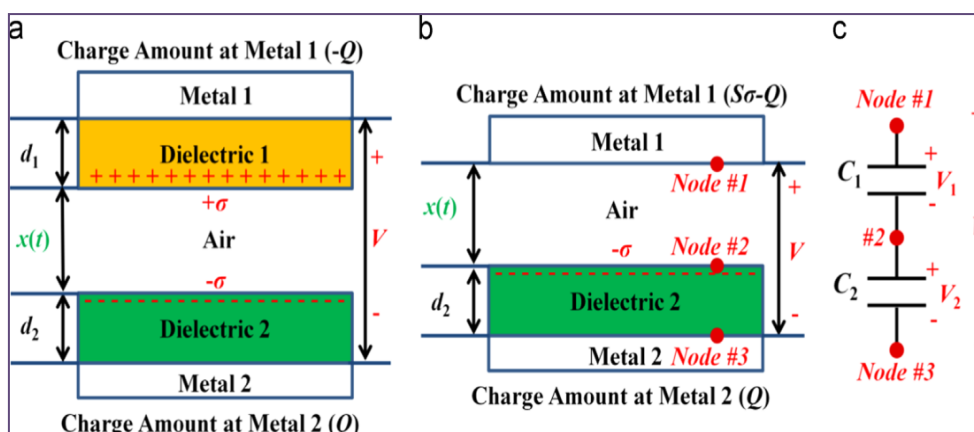 a
Charge Amount at Metal 1 (-Q)
Metal 1
d₁
Dielectric 1
+ + + + + + + + + + + + + +
+
+σ
x(t)
Air
V
-σ
- - - - - - - - - - - - - - - - - -
-
d₂
Dielectric 2
Metal 2
Charge Amount at Metal 2 (Q)
b
Charge Amount at Metal 1 (Sσ-Q)
Metal 1
Node #1
+
x(t)
Air
V
-σ
Node #2
- - - - - - - - - - - - - - - - - -
d₂
Dielectric 2
-
Metal 2 Node #3
Charge Amount at Metal 2 (Q)
c
Node #1
+
C₁
V₁
-
#2
+
C₂
V₂
-
Node #3